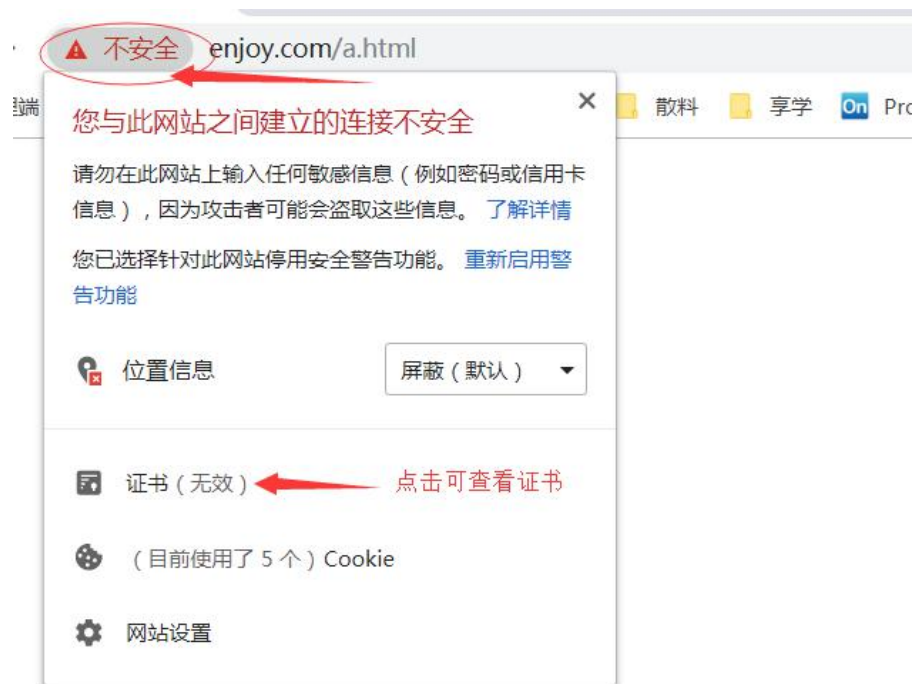 不安全 enjoy.com/a.html
您与此网站之间建立的连接不安全
散料 享学 On Pro
请勿在此网站上输入任何敏感信息（例如密码或信用卡
信息），因为攻击者可能会盗取这些信息。 了解详情
您已选择针对此网站停用安全警告功能。 重新启用警
告功能
位置信息 屏蔽（默认）
证书（无效） 点击可查看证书
（目前使用了 5 个）Cookie
网站设置